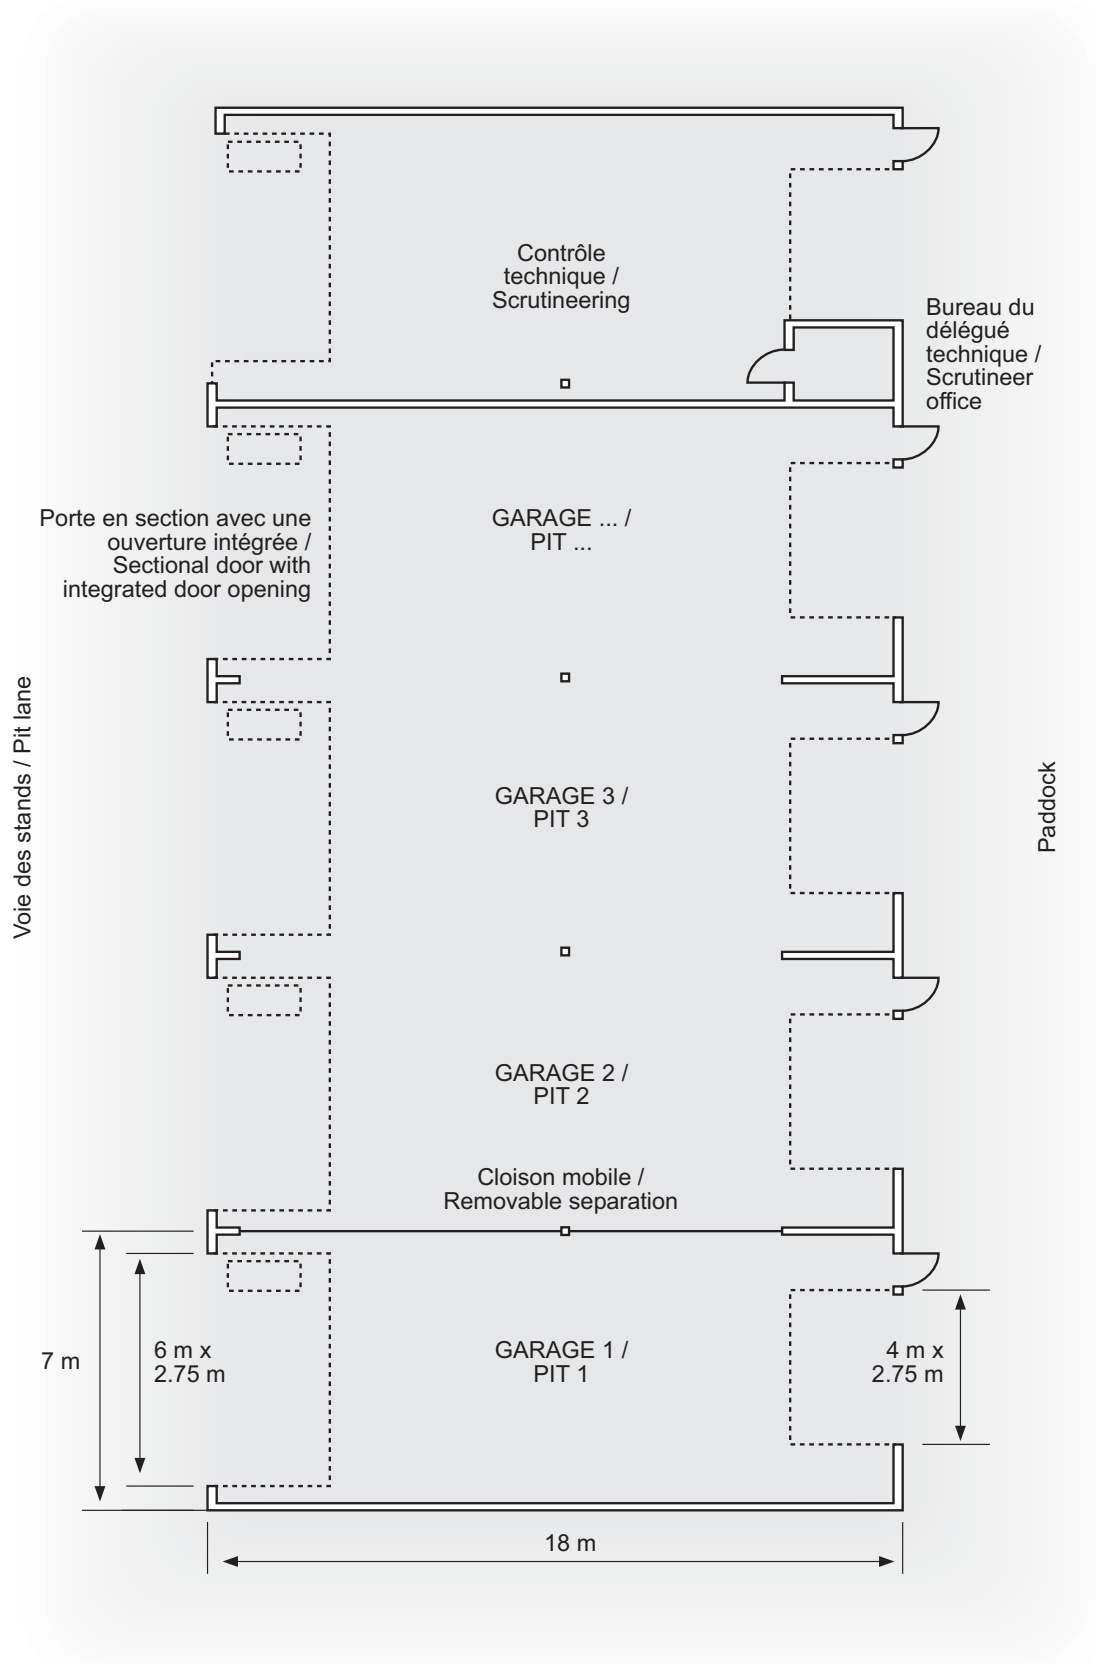 Contrôle
technique /
Scrutineering
Bureau du
délégué
technique /
Scrutineer
office
Porte en section avec une
ouverture intégrée /
Sectional door with
integrated door opening
GARAGE ... /
PIT ...
Voie des stands / Pit lane
GARAGE 3 /
PIT 3
Paddock
GARAGE 2 /
PIT 2
Cloison mobile /
Removable separation
7 m
6 m x
2.75 m
GARAGE 1 /
PIT 1
4 m x
2.75 m
18 m